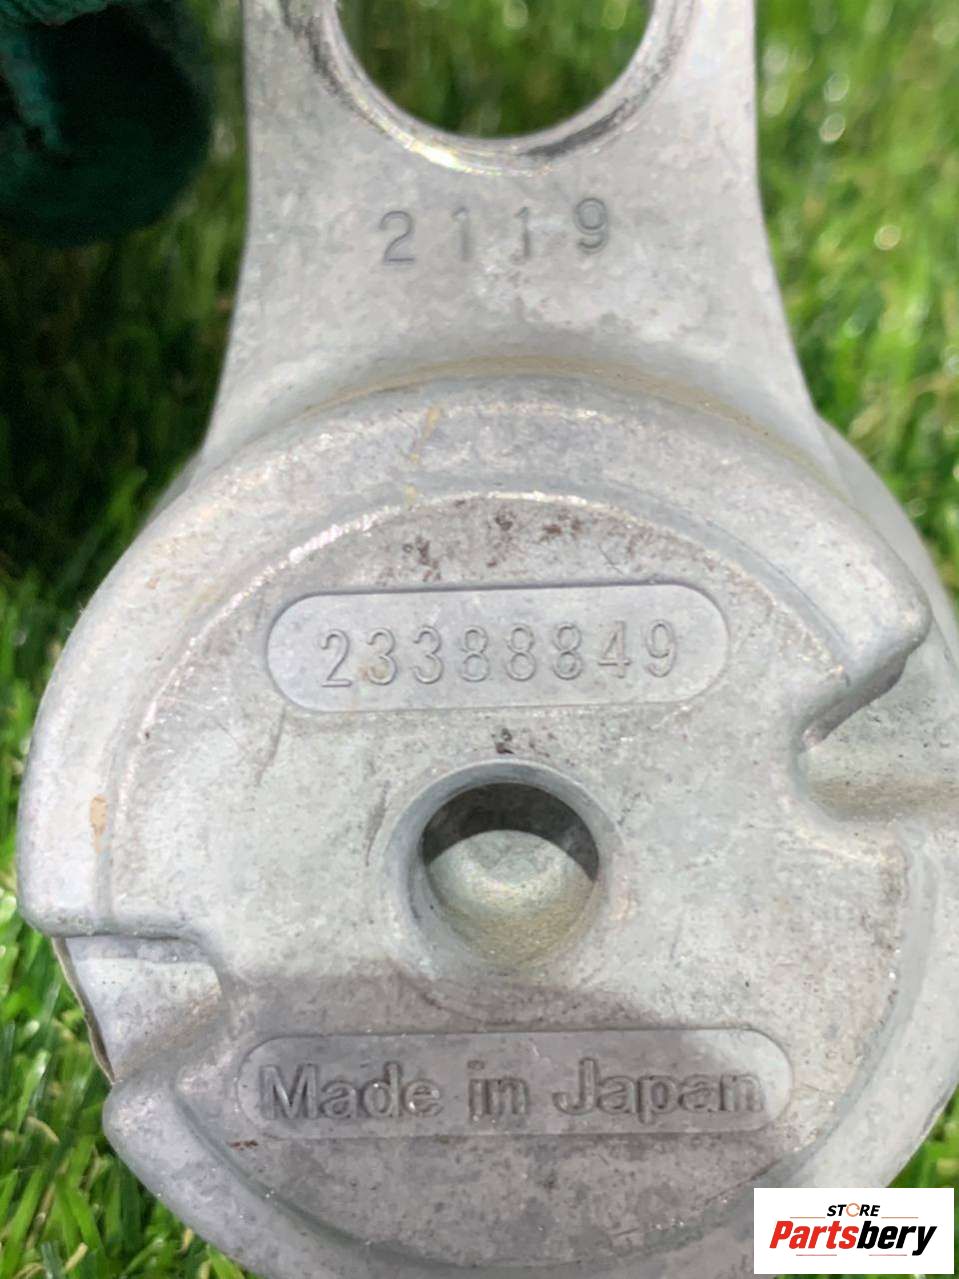 2119
23388849
Made in Japan
STORE
Partsbery